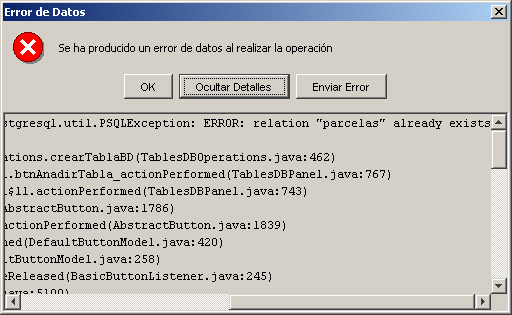 Error de Datos
Se ha producido un error de datos al realizar la operación
OK
Ocultar Detalles
Enviar Error
stgresql.util.PSQLException: ERROR: relation "parcelas" already exists
ations.crearTablaBD(TablesDBOperations.java:462)
l.btnAnadirTabla_actionPerformed(TablesDBPanel.java:767)
l$11.actionPerformed(TablesDBPanel.java:743)
AbstractButton.java:1786)
actionPerformed(AbstractButton.java:1839)
ned(DefaultButtonModel.java:420)
ltButtonModel.java:258)
eReleased(BasicButtonListener.java:245)
java:5100)